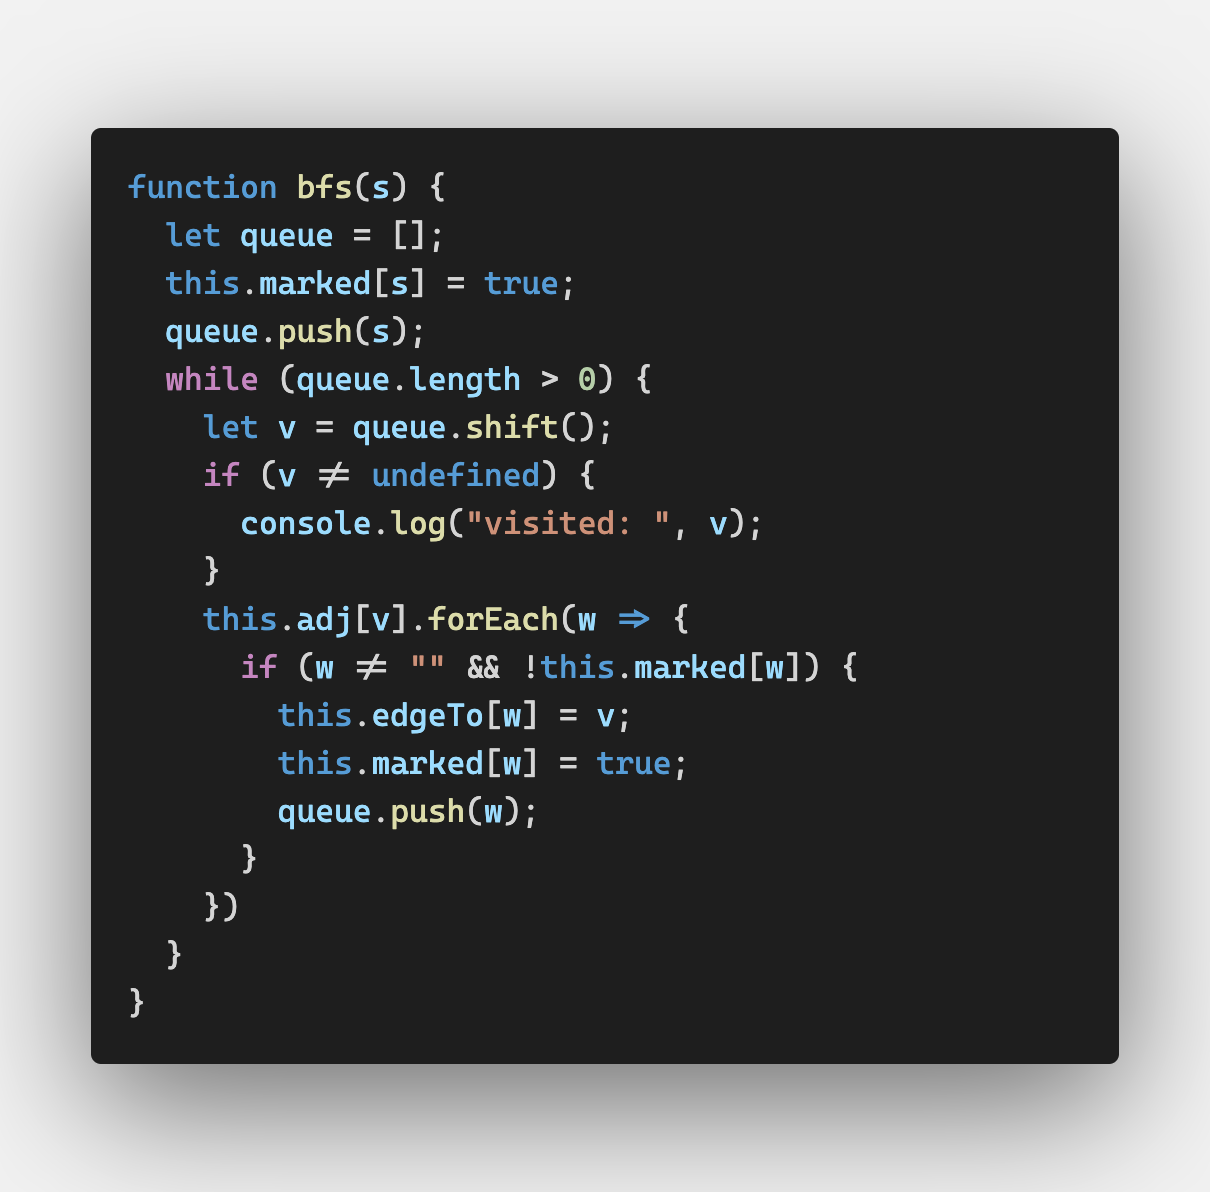 function bfs(s) {
  let queue = [];
  this.marked[s] = true;
  queue.push(s);
  while (queue.length > 0) {
    let v = queue.shift();
    if (v != undefined) {
      console.log("visited: ", v);
    }
    this.adj[v].forEach(w => {
      if (w != "" && !this.marked[w]) {
        this.edgeTo[w] = v;
        this.marked[w] = true;
        queue.push(w);
      }
    })
  }
}